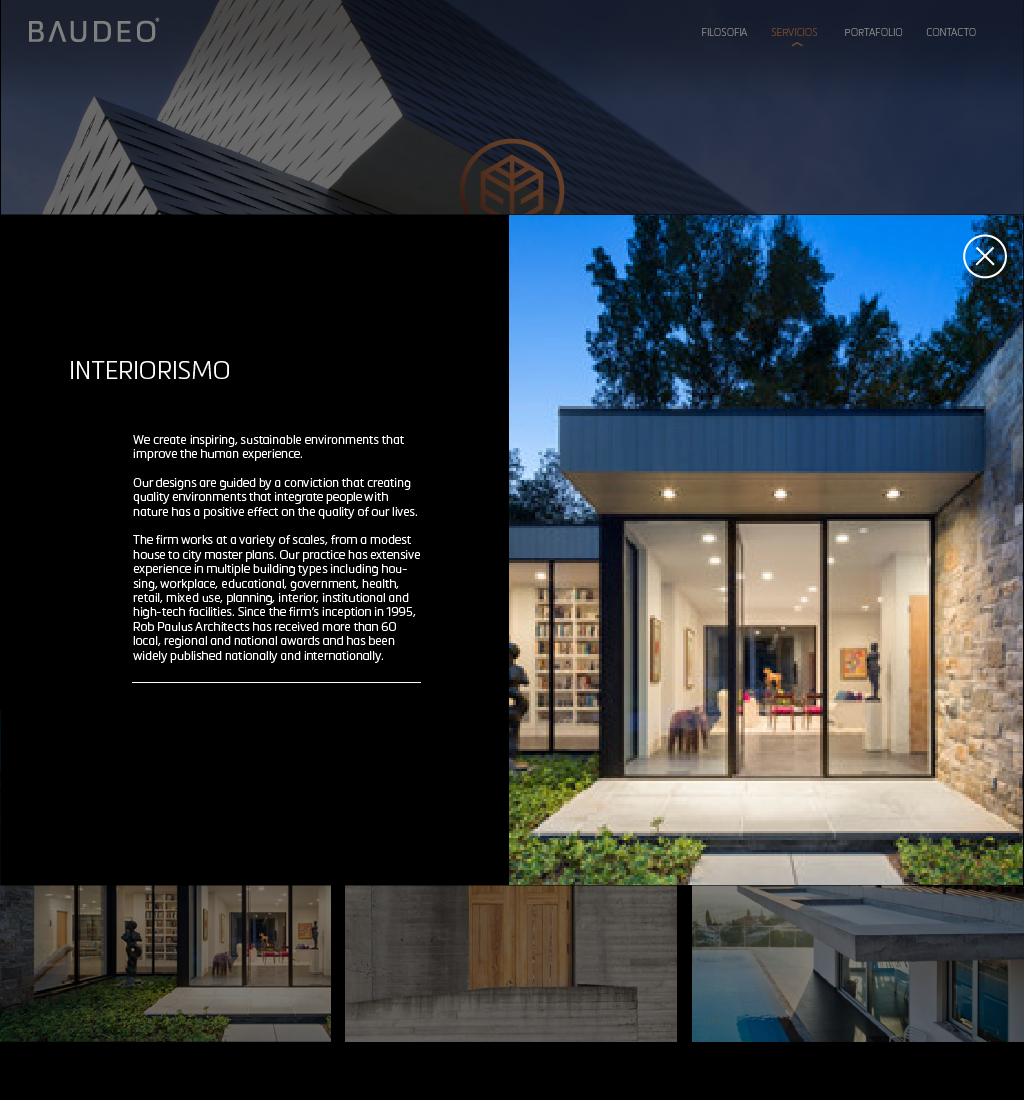 BAUDEO
FILOSOFIA SERVICIOS PORTAFOLIO CONTACTO
INTERIORISMO
We create inspiring, sustainable environments that
improve the human experience.
Our designs are guided by a conviction that creating
quality environments that integrate people with
nature has a positive effect on the quality of our lives.
The firm works at a variety of scales, from a modest
house to city master plans. Our practice has extensive
experience in multiple building types including hou-
sing, workplace, educational, government, health,
retail, mixed use, planning, interior, institutional and
high-tech facilities. Since the firm's inception in 1995,
Rob Paulus Architects has received more than 60
local, regional and national awards and has been
widely published nationally and internationally.